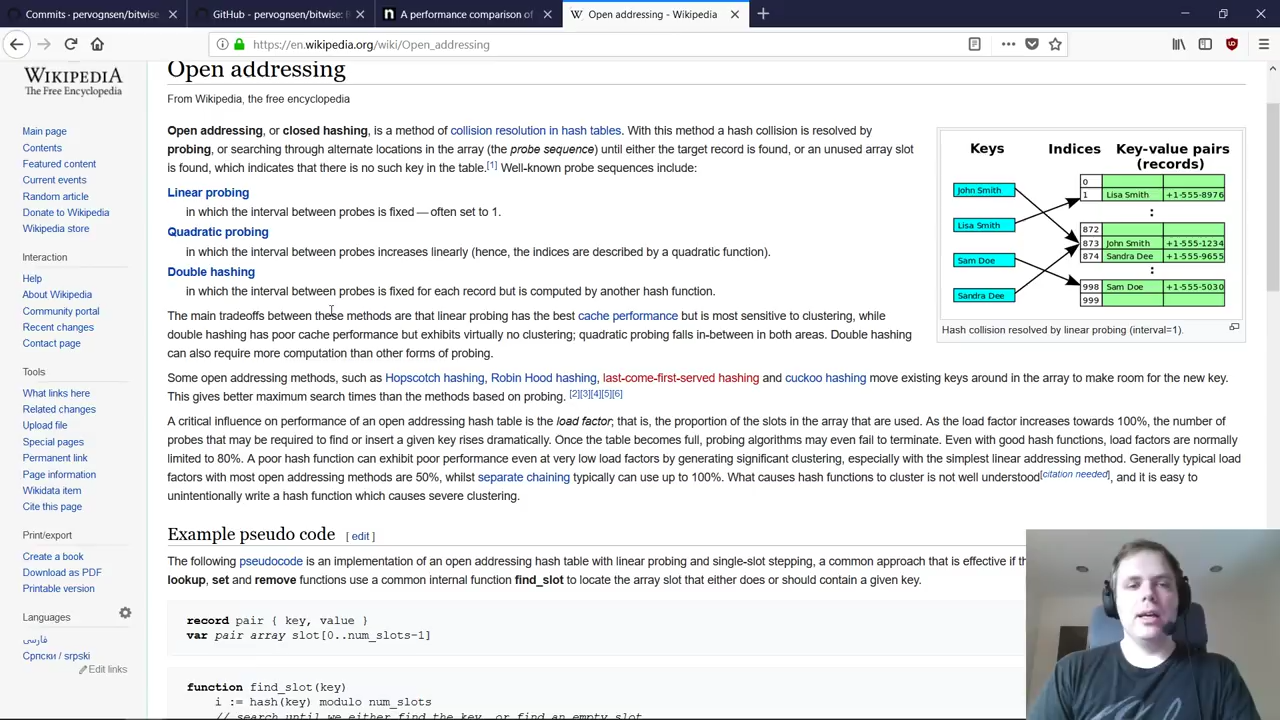 Commits · pervognsen/bitwise
GitHub - pervognsen/bitwise:
A performance comparison of
Open addressing - Wikipedia
https://en.wikipedia.org/wiki/Open_addressing
WIKIPEDIA
The Free Encyclopedia
Main page
Contents
Featured content
Current events
Random article
Donate to Wikipedia
Wikipedia store
Interaction
Help
About Wikipedia
Community portal
Recent changes
Contact page
Tools
What links here
Related changes
Upload file
Special pages
Permanent link
Page information
Wikidata item
Cite this page
Print/export
Create a book
Download as PDF
Printable version
Languages
فارسی
Српски / srpski
Edit links
Open addressing
From Wikipedia, the free encyclopedia
Open addressing, or closed hashing, is a method of collision resolution in hash tables. With this method a hash collision is resolved by
probing, or searching through alternate locations in the array (the probe sequence) until either the target record is found, or an unused array slot
is found, which indicates that there is no such key in the table.[1] Well-known probe sequences include:
Linear probing
in which the interval between probes is fixed — often set to 1.
Quadratic probing
in which the interval between probes increases linearly (hence, the indices are described by a quadratic function).
Double hashing
in which the interval between probes is fixed for each record but is computed by another hash function.
The main tradeoffs between these methods are that linear probing has the best cache performance but is most sensitive to clustering, while
double hashing has poor cache performance but exhibits virtually no clustering; quadratic probing falls in-between in both areas. Double hashing
can also require more computation than other forms of probing.
Some open addressing methods, such as Hopscotch hashing, Robin Hood hashing, last-come-first-served hashing and cuckoo hashing move existing keys around in the array to make room for the new key.
This gives better maximum search times than the methods based on probing. [2][3][4][5][6]
A critical influence on performance of an open addressing hash table is the load factor; that is, the proportion of the slots in the array that are used. As the load factor increases towards 100%, the number of
probes that may be required to find or insert a given key rises dramatically. Once the table becomes full, probing algorithms may even fail to terminate. Even with good hash functions, load factors are normally
limited to 80%. A poor hash function can exhibit poor performance even at very low load factors by generating significant clustering, especially with the simplest linear addressing method. Generally typical load
factors with most open addressing methods are 50%, whilst separate chaining typically can use up to 100%. What causes hash functions to cluster is not well understood[citation needed], and it is easy to
unintentionally write a hash function which causes severe clustering.
Example pseudo code [ edit ]
The following pseudocode is an implementation of an open addressing hash table with linear probing and single-slot stepping, a common approach that is effective if th
lookup, set and remove functions use a common internal function find_slot to locate the array slot that either does or should contain a given key.
record pair { key, value }
var pair array slot[0..num_slots-1]
function find_slot(key)
i := hash(key) modulo num_slots
// search until we either find the key, or find an empty slot
Keys Indices Key-value pairs
(records)
John Smith
Lisa Smith
Sam Doe
Sandra Dee
0
1 Lisa Smith +1-555-8976
:
872
873 John Smith +1-555-1234
874 Sandra Dee +1-555-9655
:
998 Sam Doe +1-555-5030
999
Hash collision resolved by linear probing (interval=1).